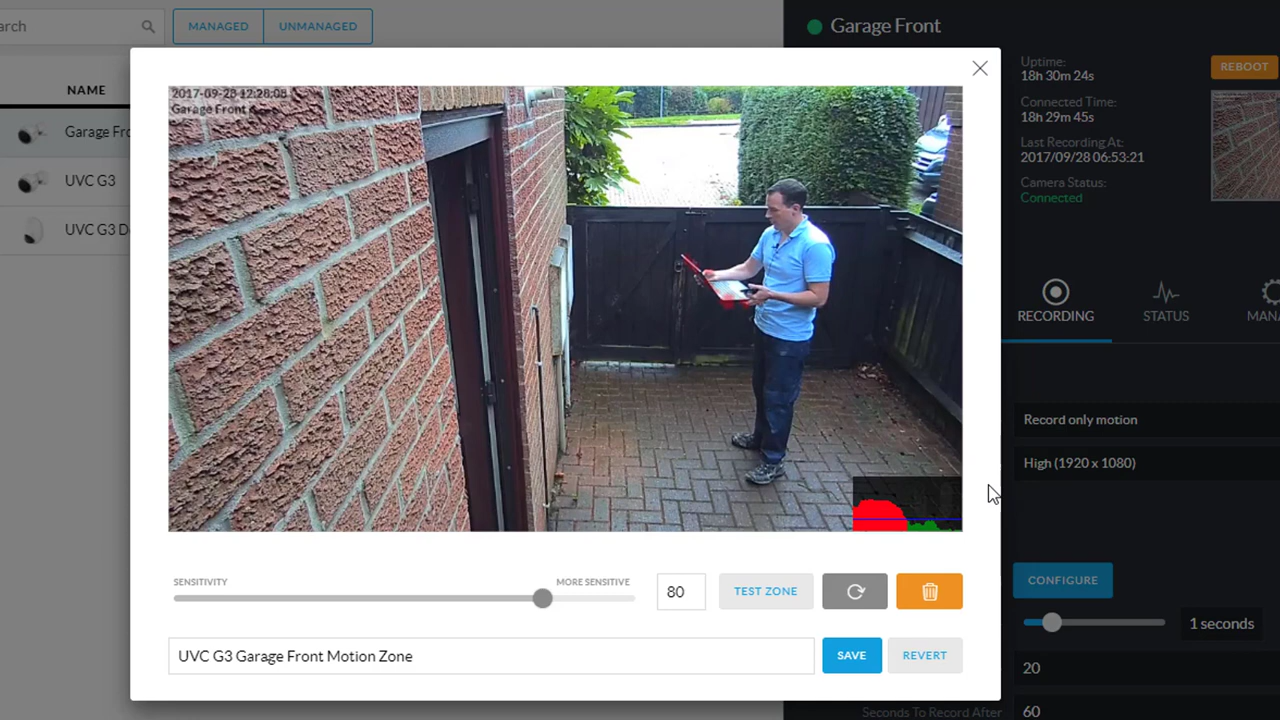 arch
MANAGED
UNMANAGED
NAME
Garage Fro
UVC G3
UVC G3 D
2017-09-28 12:28:08
Garage Front
SENSITIVITY
MORE SENSITIVE
80
TEST ZONE
UVC G3 Garage Front Motion Zone
SAVE
REVERT
Garage Front
Uptime:
18h 30m 24s
REBOOT
Connected Time:
18h 29m 45s
Last Recording At:
2017/09/28 06:53:21
Camera Status:
Connected
RECORDING
STATUS
MANA
Record only motion
High (1920 x 1080)
CONFIGURE
1 seconds
20
Seconds To Record After
60